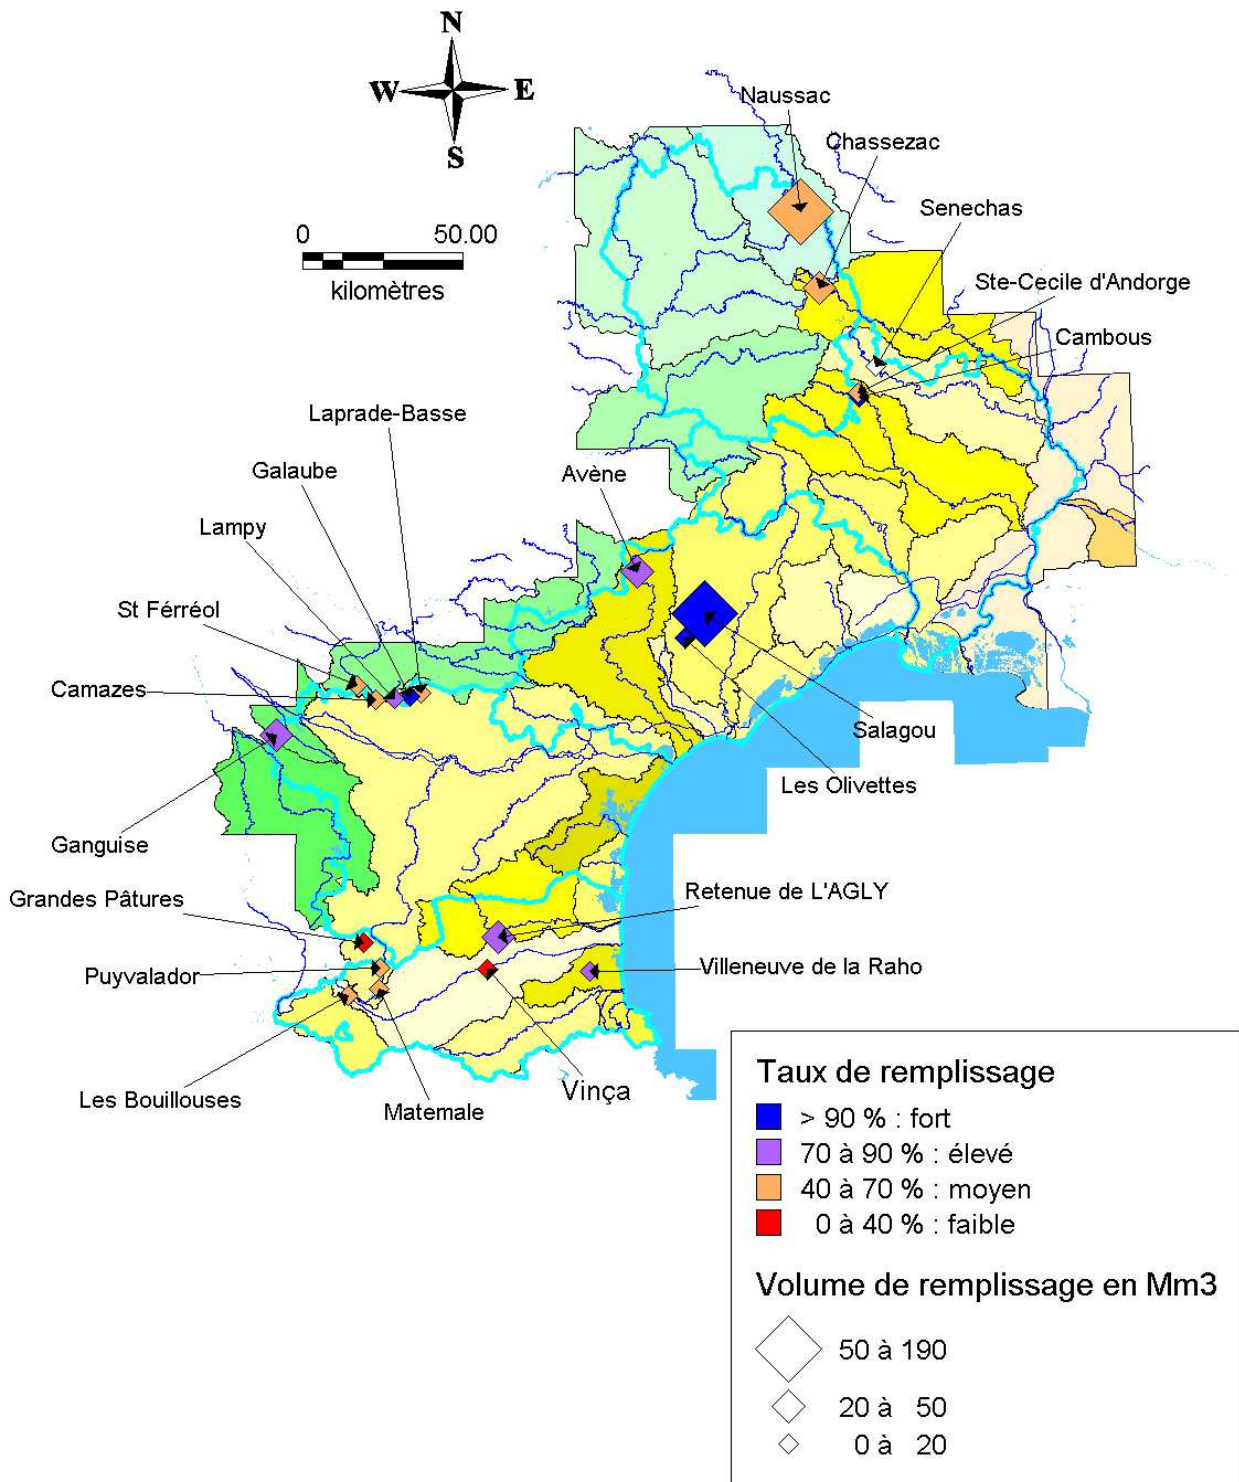 N
W
E
S
0 50.00
kilomètres
Naussac
Chassezac
Senechas
Ste-Cecile d'Andorge
Cambous
Laprade-Basse
Galaube
Avène
Lampy
St Férréol
Camazes
Salagou
Les Olivettes
Ganguise
Grandes Pâtures
Retenue de L'AGLY
Puyvalador
Villeneuve de la Raho
Les Bouillouses
Matemale
Vinça
Taux de remplissage
> 90 % : fort
70 à 90 % : élevé
40 à 70 % : moyen
0 à 40 % : faible
Volume de remplissage en Mm3
50 à 190
20 à 50
0 à 20